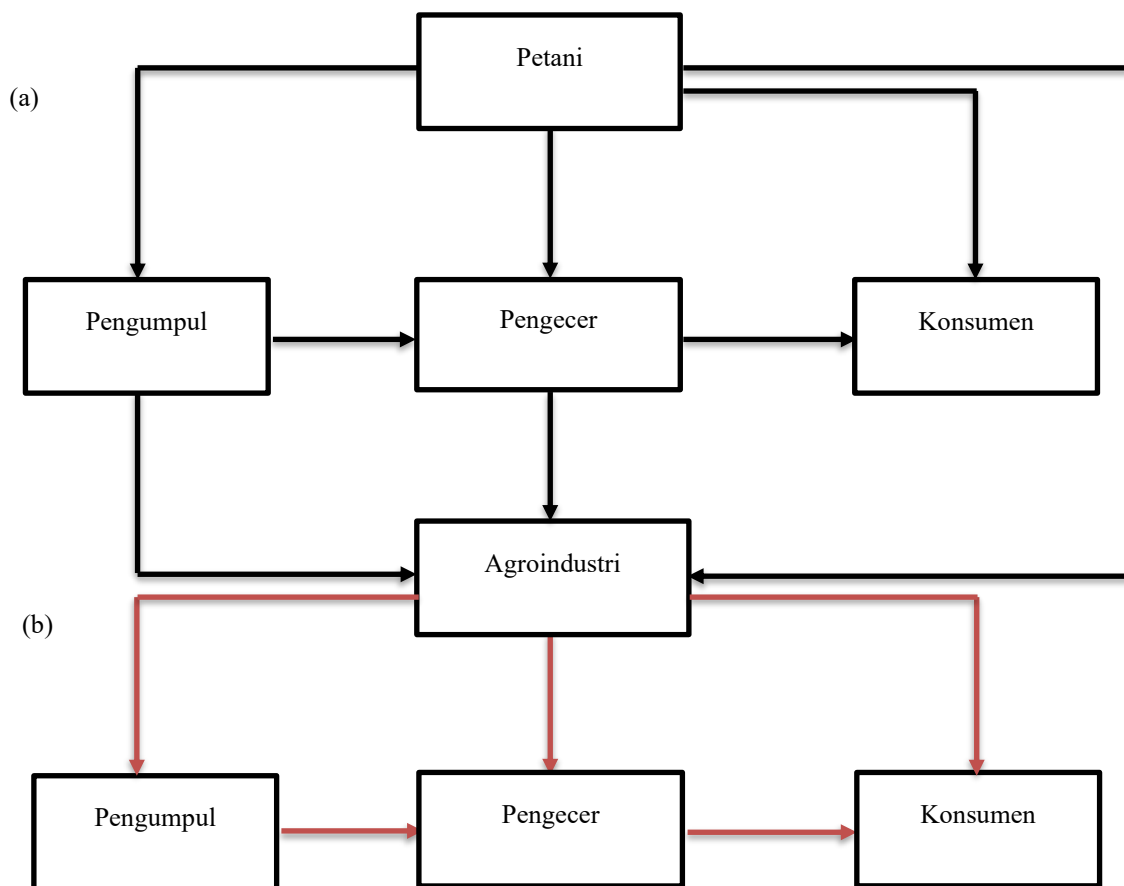 Petani
(a)
Pengumpul
Pengecer
Konsumen
Agroindustri
(b)
Pengumpul
Pengecer
Konsumen